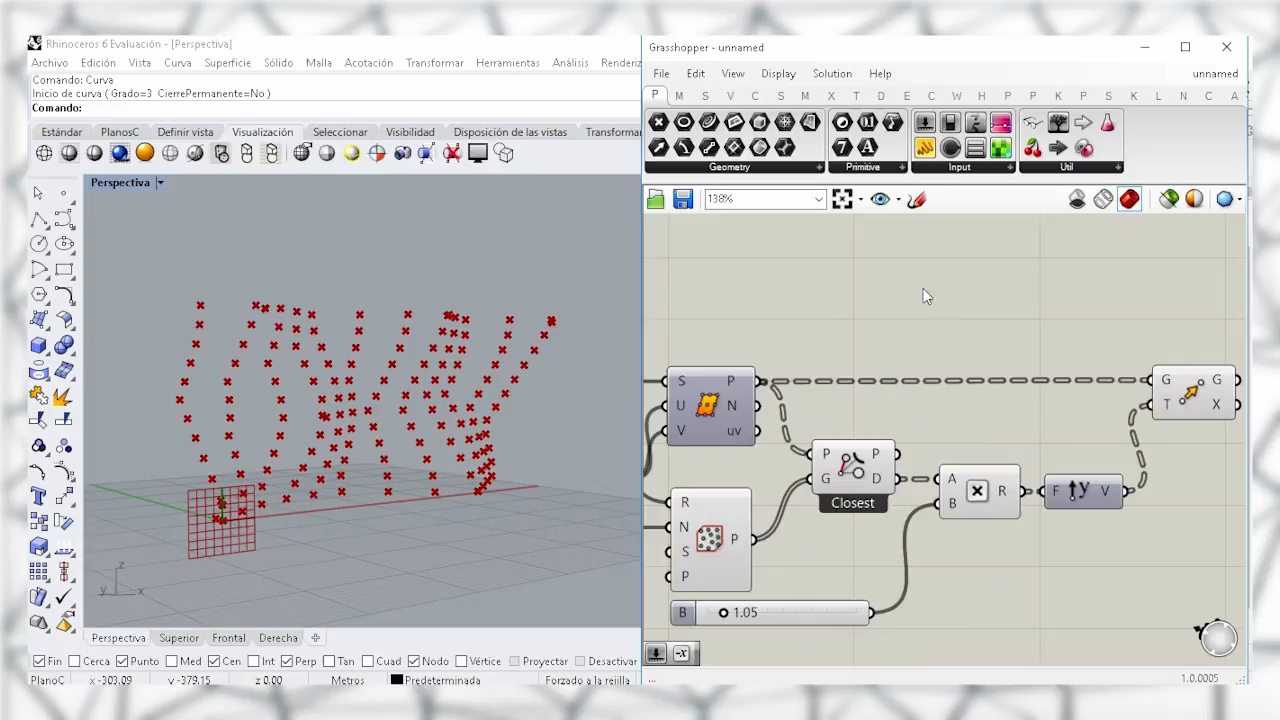 Rhinoceros 6 Evaluación - [Perspectiva]
Archivo Edición Vista Curva Superficie Sólido Malla Acotación Transformar Herramientas Análisis Renderiz
Comando: Curva
Inicio de curva ( Grado=3 CierrePermanente=No )
Comando:
Estándar PlanosC Definir vista Visualización Seleccionar Visibilidad Disposición de las v Transforma
Perspectiva
z
y x
Perspectiva Superior Frontal Derecha
Fin Cerca Punto Med Cen Int Perp Tan Nodo Vértice Proyectar Desactivar
PlanoC x -303.09 y -379.15 z 0.00 Metros Predeterminada Forzado a la rejilla
Grasshopper - unnamed
File Edit View Display Solution Help unnamed
P M S V C S M X T D E C W H P P K P S K L N C A
Geometry Primitive Input Util
138%
S P
U N
V uv
G G
T X
P P
G D
Closest
A R
B
F y V
R
N
S P
P
B 1.05
-x
... 1.0.0005